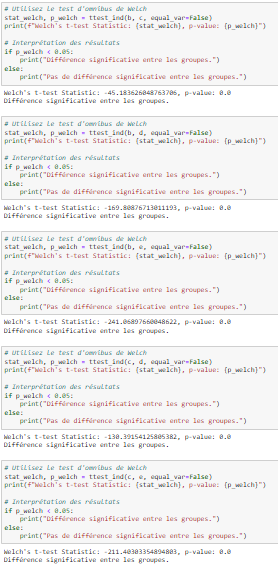 # Utilisez le test d'omnibus de Welch
stat_welch, p_welch = ttest_ind(b, c, equal_var=False)
print(f"Welch's t-test Statistic: {stat_welch}, p-value: {p_welch}")
# Interprétation des résultats
if p_welch < 0.05:
print("Différence significative entre les groupes.")
else:
print("Pas de différence significative entre les groupes.")
Welch's t-test Statistic: -45.183626048763706, p-value: 0.0
Différence significative entre les groupes.
# Utilisez le test d'omnibus de Welch
stat_welch, p_welch = ttest_ind(b, d, equal_var=False)
print(f"Welch's t-test Statistic: {stat_welch}, p-value: {p_welch}")
# Interprétation des résultats
if p_welch < 0.05:
print("Différence significative entre les groupes.")
else:
print("Pas de différence significative entre les groupes.")
Welch's t-test Statistic: -169.80876713011193, p-value: 0.0
Différence significative entre les groupes.
# Utilisez le test d'omnibus de Welch
stat_welch, p_welch = ttest_ind(b, e, equal_var=False)
print(f"Welch's t-test Statistic: {stat_welch}, p-value: {p_welch}")
# Interprétation des résultats
if p_welch < 0.05:
print("Différence significative entre les groupes.")
else:
print("Pas de différence significative entre les groupes.")
Welch's t-test Statistic: -241.06897660048622, p-value: 0.0
Différence significative entre les groupes.
# Utilisez le test d'omnibus de Welch
stat_welch, p_welch = ttest_ind(c, d, equal_var=False)
print(f"Welch's t-test Statistic: {stat_welch}, p-value: {p_welch}")
# Interprétation des résultats
if p_welch < 0.05:
print("Différence significative entre les groupes.")
else:
print("Pas de différence significative entre les groupes.")
Welch's t-test Statistic: -130.39154125805382, p-value: 0.0
Différence significative entre les groupes.
# Utilisez le test d'omnibus de Welch
stat_welch, p_welch = ttest_ind(c, e, equal_var=False)
print(f"Welch's t-test Statistic: {stat_welch}, p-value: {p_welch}")
# Interprétation des résultats
if p_welch < 0.05:
print("Différence significative entre les groupes.")
else:
print("Pas de différence significative entre les groupes.")
Welch's t-test Statistic: -211.40303354894803, p-value: 0.0
Différence significative entre les groupes.